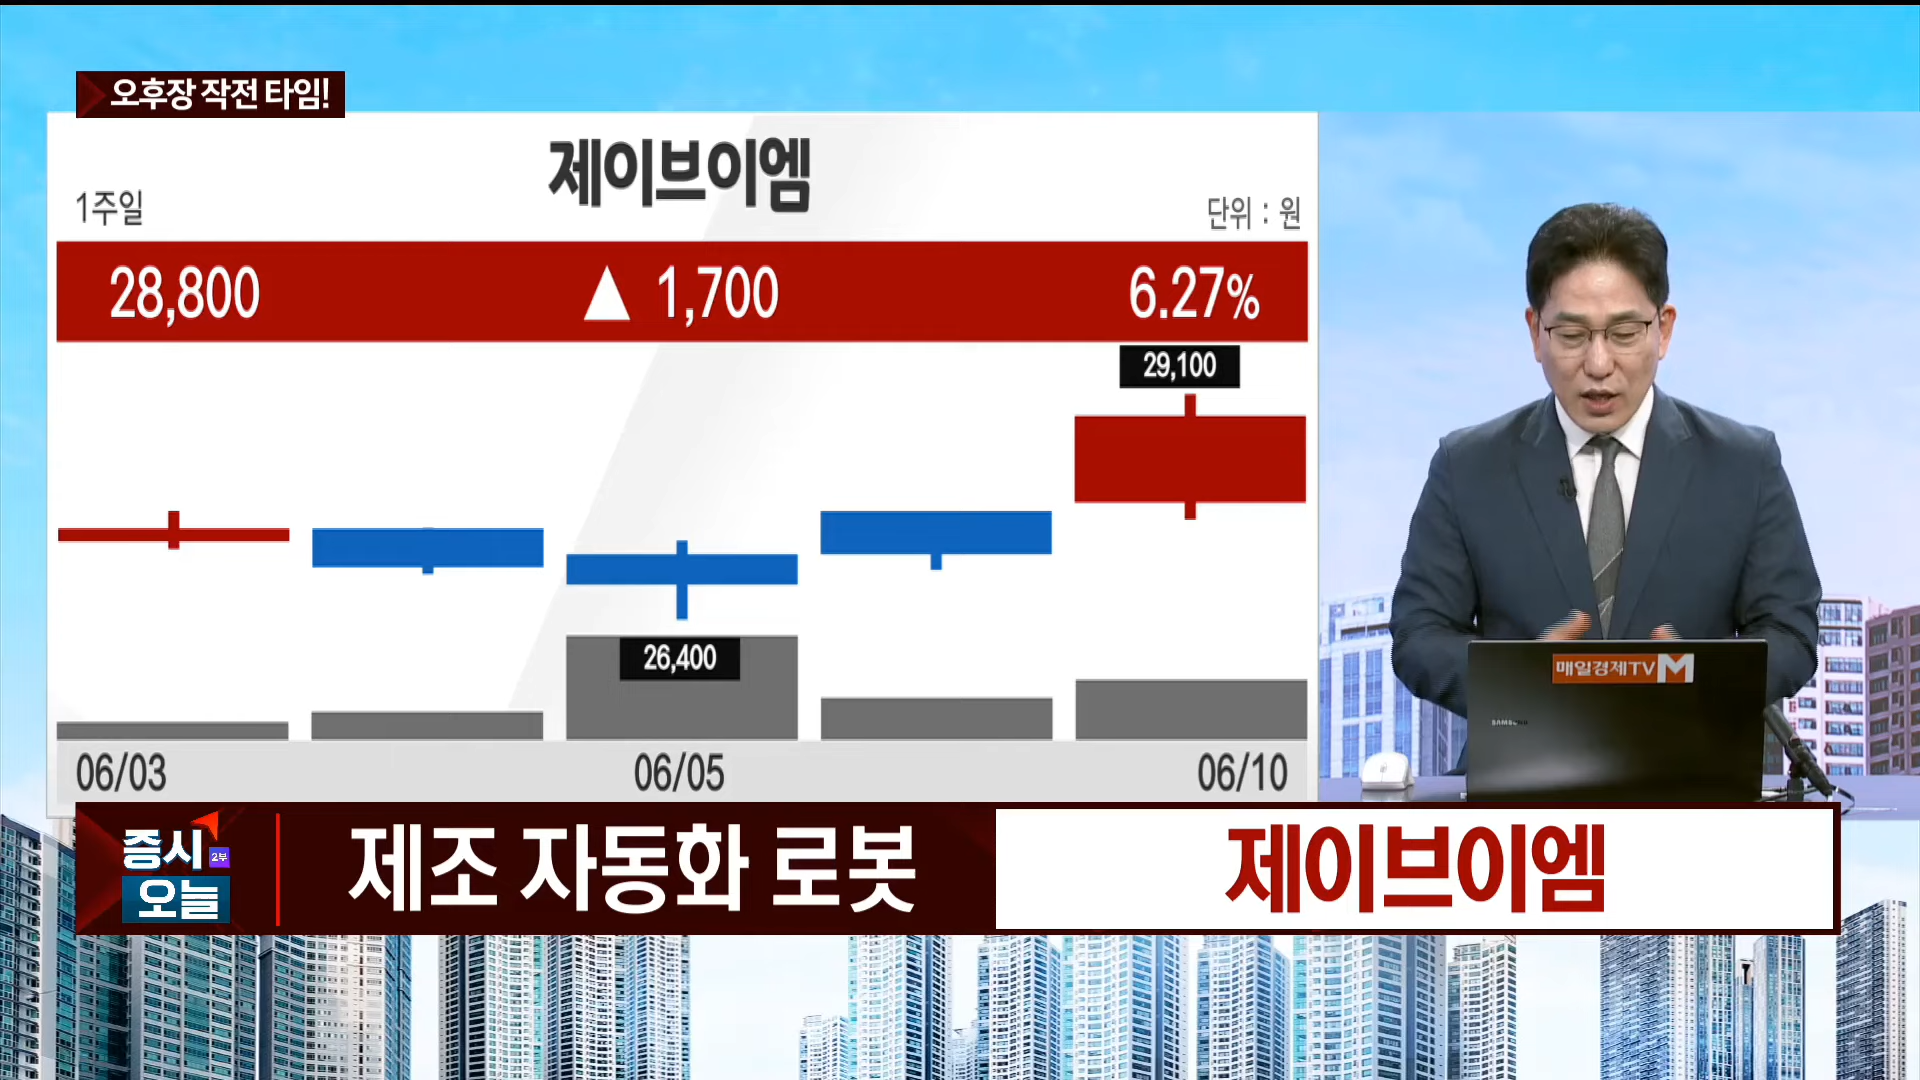 오후장 작전 타임!
제이브이엠
1주일
단위 : 원
28,800 ▲ 1,700 6.27%
29,100
26,400
06/03 06/05 06/10
매일경제TV M
SAMSUNG
증시 2부
오늘
제조 자동화 로봇
제이브이엠